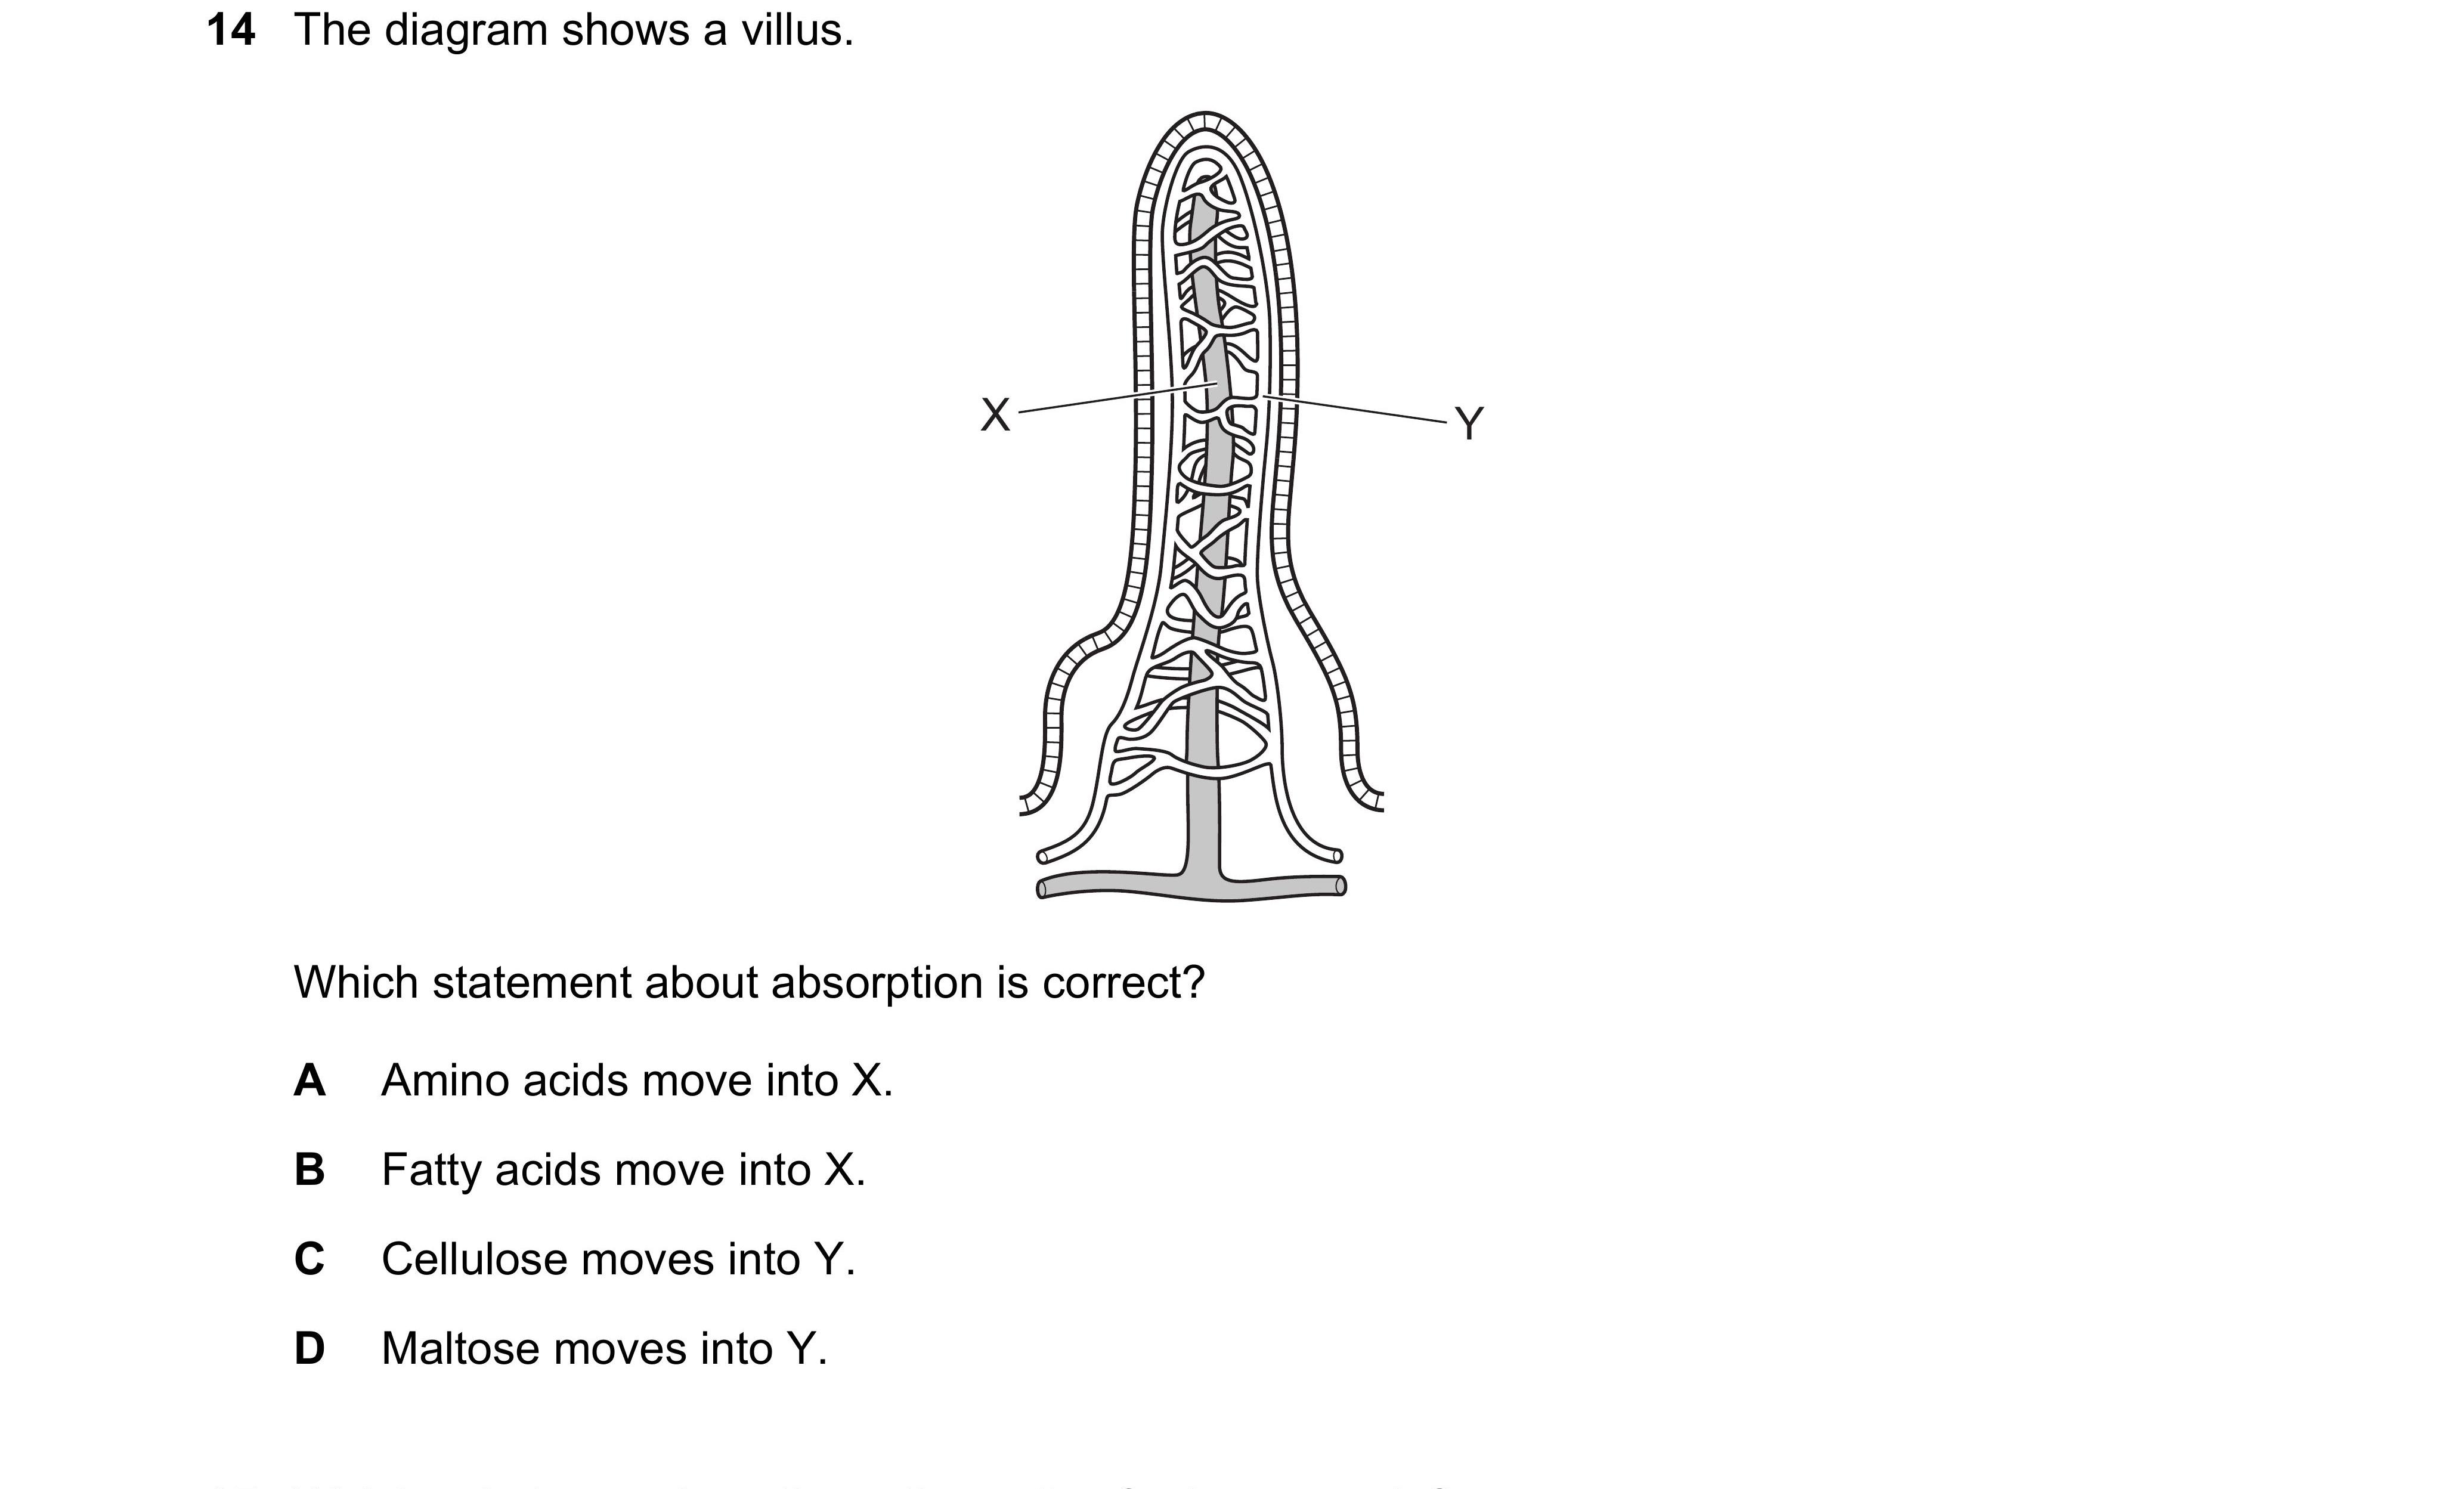 14 The diagram shows a villus.
X
Y
Which statement about absorption is correct?
A Amino acids move into X.
B Fatty acids move into X.
C Cellulose moves into Y.
D Maltose moves into Y.